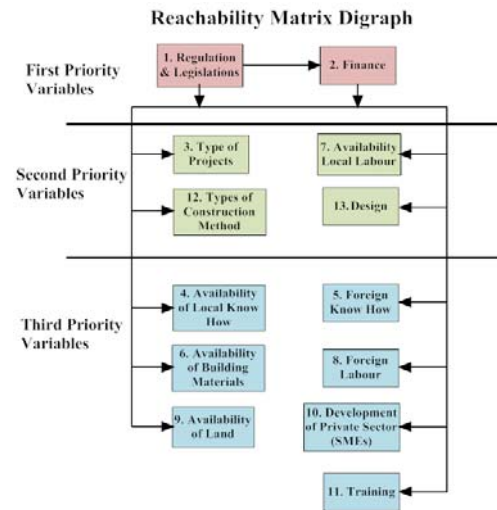 Reachability Matrix Digraph
First Priority
Variables
1. Regulation
& Legislations
2. Finance
Second Priority
Variables
3. Type of
Projects
7. Availability
Local Labour
12. Types of
Construction
Method
13. Design
Third Priority
Variables
4. Availability
of Local Know
How
5. Foreign
Know How
6. Availability
of Building
Materials
8. Foreign
Labour
9. Availability
of Land
10. Development
of Private Sector
(SMEs)
11. Training